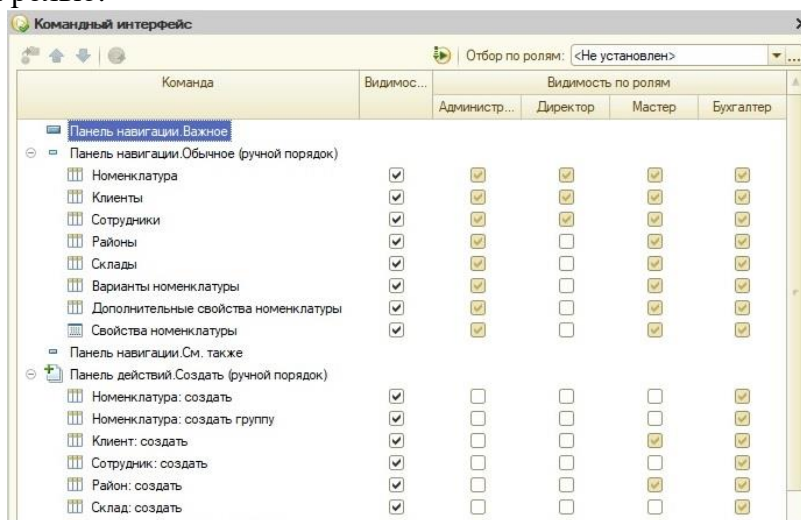 Командный интерфейс
Отбор по ролям: <Не установлен>
Команда Видимос... Видимость по ролям
Администр... Директор Мастер Бухгалтер
Панель навигации.Важное
Панель навигации.Обычное (ручной порядок)
Номенклатура
Клиенты
Сотрудники
Районы
Склады
Варианты номенклатуры
Дополнительные свойства номенклатуры
Свойства номенклатуры
Панель навигации.См. также
Панель действий.Создать (ручной порядок)
Номенклатура: создать
Номенклатура: создать группу
Клиент: создать
Сотрудник: создать
Район: создать
Склад: создать